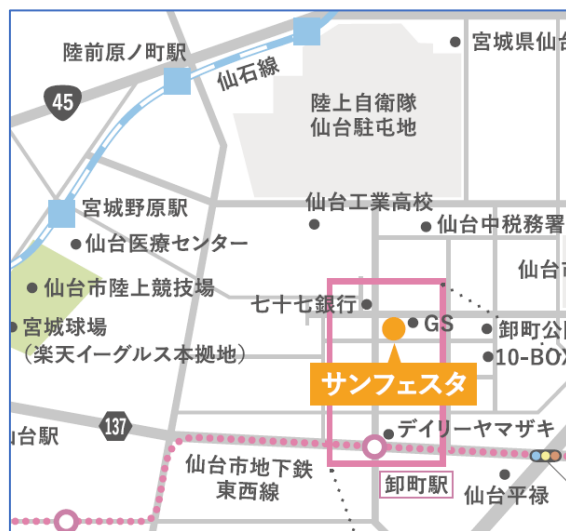 宮城県仙台
陸前原ノ町駅
仙石線
45
陸上自衛隊
仙台駐屯地
宮城野原駅
仙台工業高校
仙台中税務署
仙台医療センター
仙台市
仙台市陸上競技場
七十七銀行
GS
卸町公園
宮城球場
(楽天イーグルス本拠地)
10-BOX
サンフェスタ
137
デイリーヤマザキ
仙台駅
仙台市地下鉄
東西線
卸町駅
仙台平禄